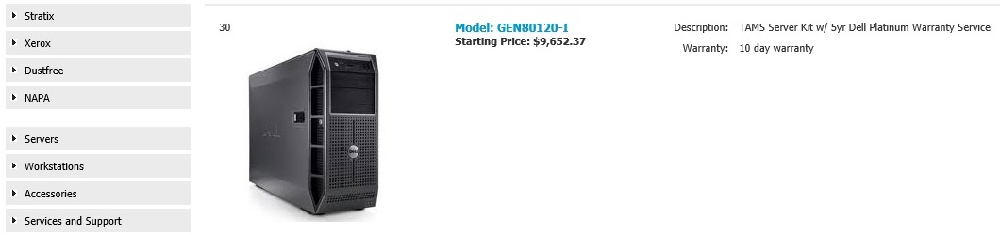 Stratix
Xerox
Dustfree
NAPA
Servers
Workstations
Accessories
Services and Support
30
DELL
Model: GEN80120-I
Starting Price: $9,652.37
Description: TAMS Server Kit w/ 5yr Dell Platinum Warranty Service
Warranty: 10 day warranty